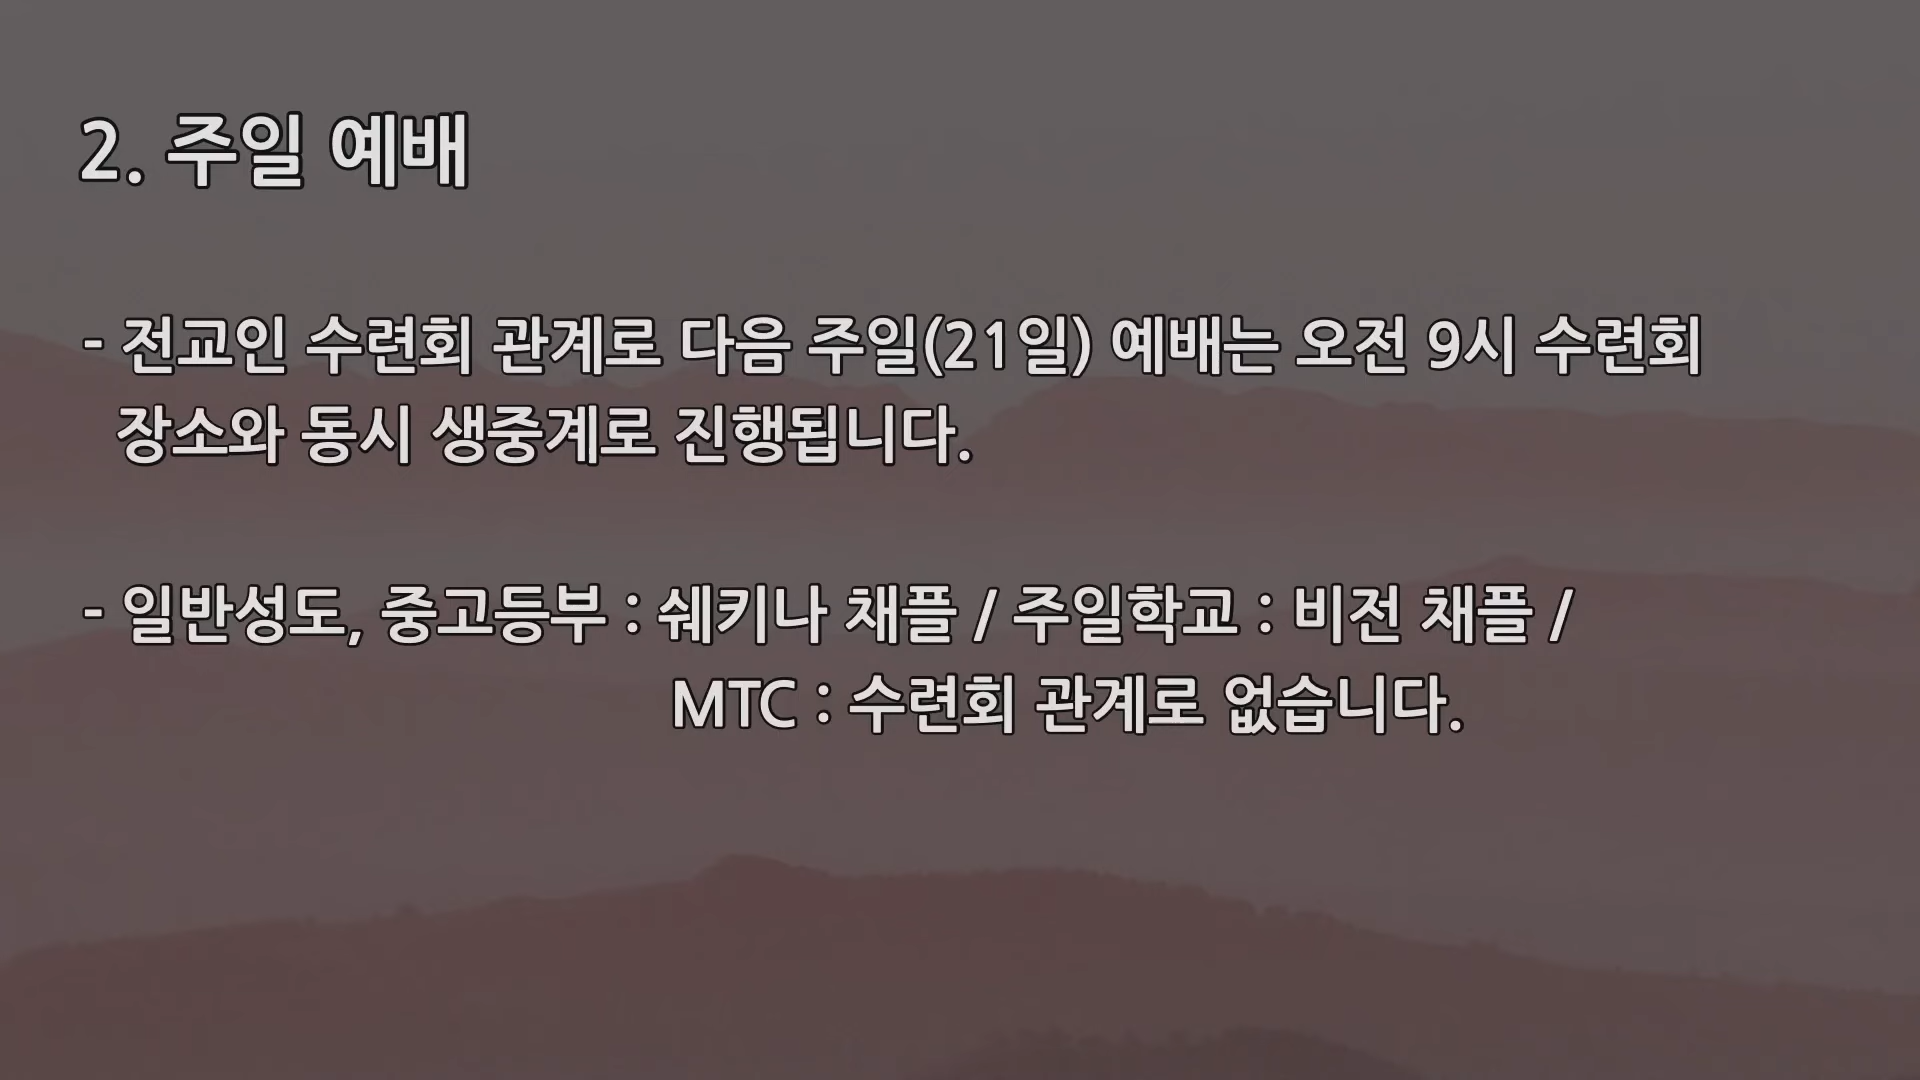 2. 주일 예배
- 전교인 수련회 관계로 다음 주일(21일) 예배는 오전 9시 수련회
장소와 동시 생중계로 진행됩니다.
- 일반성도, 중고등부 : 쉐키나 채플 / 주일학교 : 비전 채플 /
MTC : 수련회 관계로 없습니다.